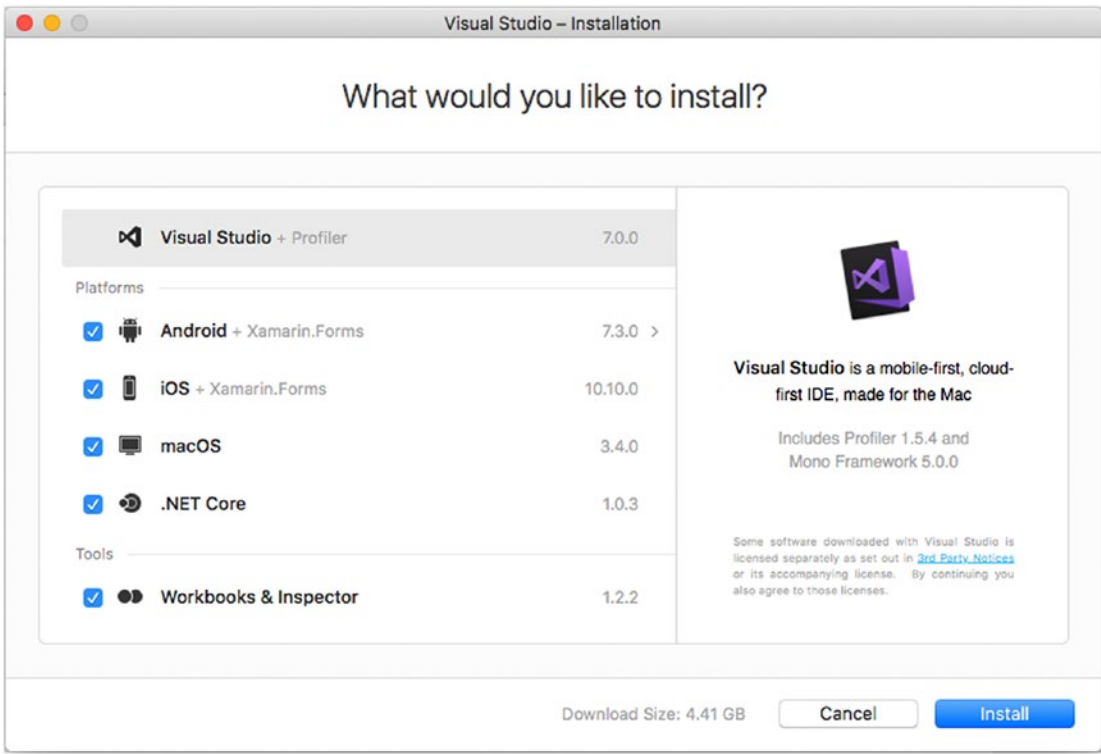 Visual Studio – Installation
What would you like to install?
Visual Studio + Profiler 7.0.0
Platforms
Android + Xamarin.Forms 7.3.0 >
iOS + Xamarin.Forms 10.10.0
macOS 3.4.0
.NET Core 1.0.3
Tools
Workbooks & Inspector 1.2.2
Visual Studio is a mobile-first, cloud-
first IDE, made for the Mac
Includes Profiler 1.5.4 and
Mono Framework 5.0.0
Some software downloaded with Visual Studio is
licensed separately as set out in 3rd Party Notices
or its accompanying license. By continuing you
also agree to those licenses.
Download Size: 4.41 GB Cancel Install